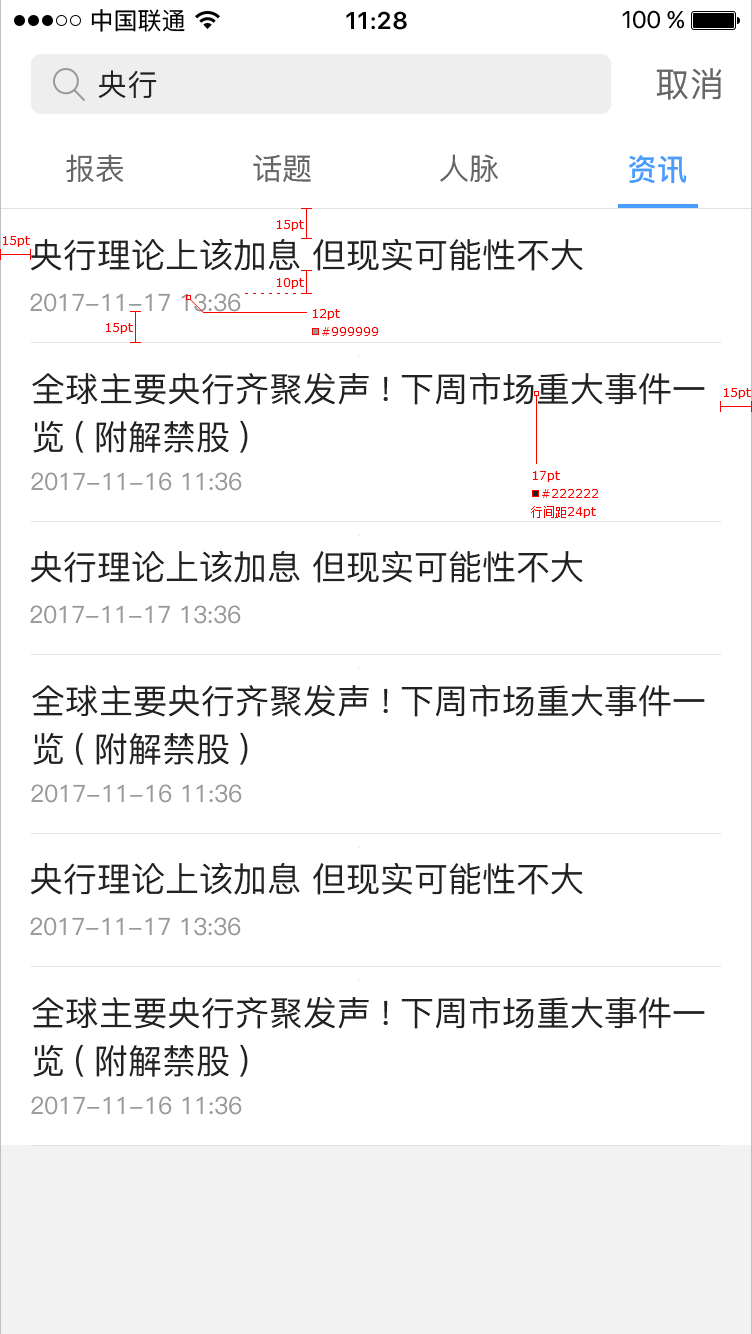 中国联通 11:28 100 %
央行 取消
报表 话题 人脉 资讯
15pt
15pt
央行理论上该加息 但现实可能性不大
10pt
2017-11-17 13:36
12pt
15pt
#999999
全球主要央行齐聚发声！下周市场重大事件一
15pt
览（附解禁股）
2017-11-16 11:36
17pt
#222222
行间距24pt
央行理论上该加息 但现实可能性不大
2017-11-17 13:36
全球主要央行齐聚发声！下周市场重大事件一
览（附解禁股）
2017-11-16 11:36
央行理论上该加息 但现实可能性不大
2017-11-17 13:36
全球主要央行齐聚发声！下周市场重大事件一
览（附解禁股）
2017-11-16 11:36